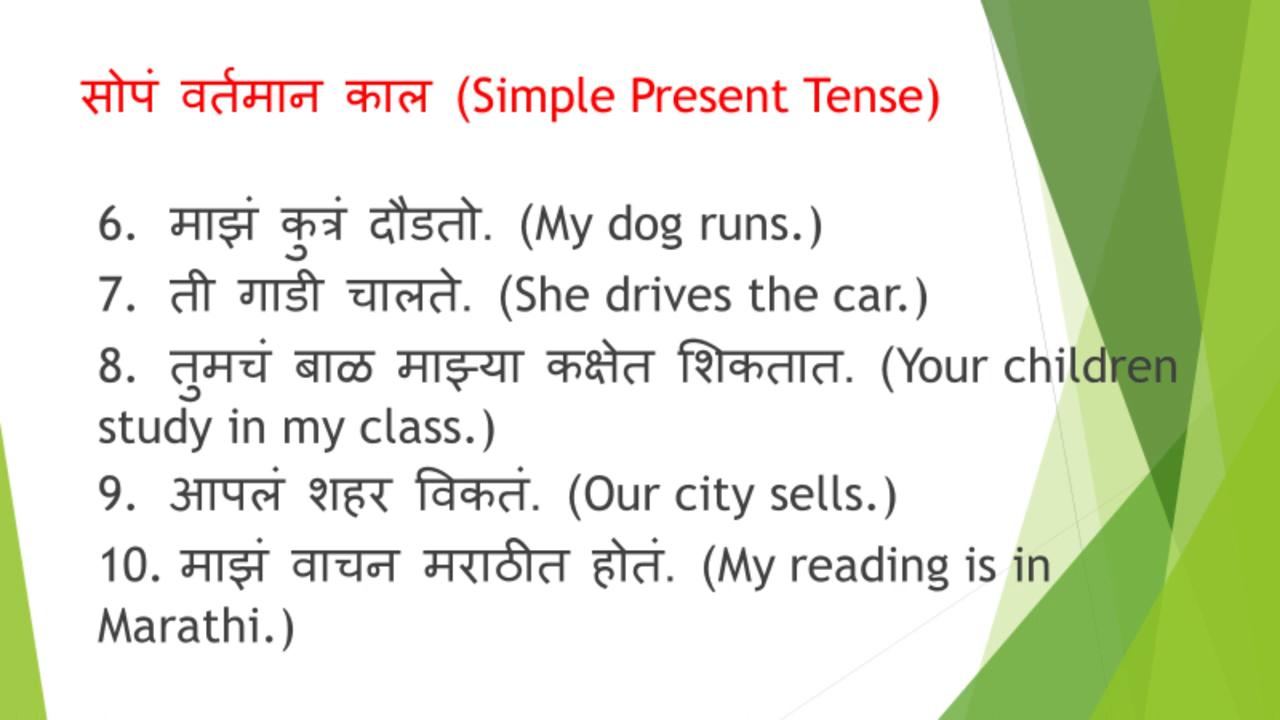 सोपं वर्तमान काल (Simple Present Tense)
6. माझं कुत्रं दौडतो. (My dog runs.)
7. ती गाडी चालते. (She drives the car.)
8. तुमचं बाळ माझ्या कक्षेत शिकतात. (Your children
study in my class.)
9. आपलं शहर विकतं. (Our city sells.)
10. माझं वाचन मराठीत होतं. (My reading is in
Marathi.)